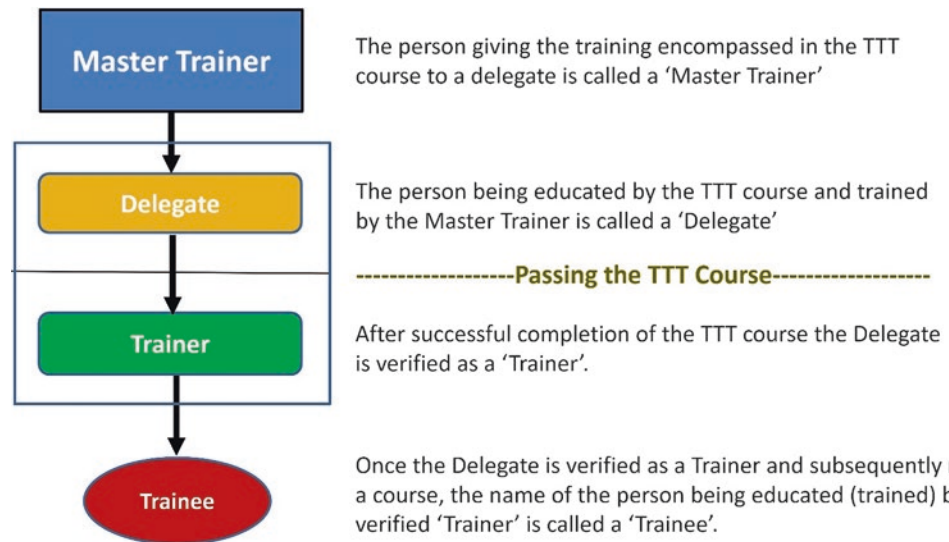 Master Trainer
The person giving the training encompassed in the TTT
course to a delegate is called a ‘Master Trainer’
Delegate
The person being educated by the TTT course and trained
by the Master Trainer is called a ‘Delegate’
-------------------Passing the TTT Course-------------------
Trainer
After successful completion of the TTT course the Delegate
is verified as a ‘Trainer’.
Trainee
Once the Delegate is verified as a Trainer and subsequently
a course, the name of the person being educated (trained)
verified ‘Trainer’ is called a ‘Trainee’.